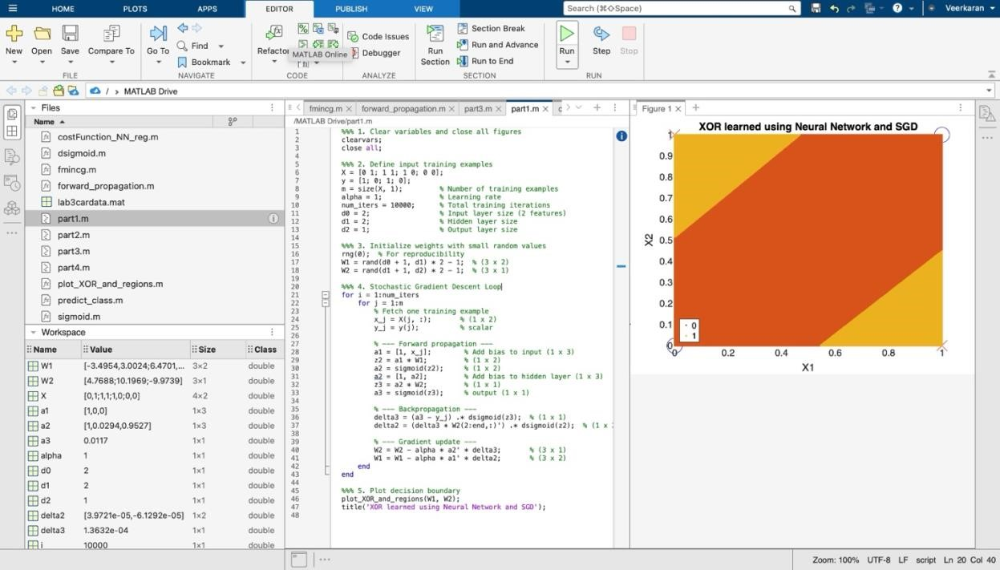 HOME PLOTS APPS EDITOR PUBLISH VIEW
Search (⌘⇧Space)
Veerkaran
New Open Save Compare To
FILE
Go To Find
Bookmark
NAVIGATE
Refactor
MATLAB Online
CODE
Code Issues
Debugger
ANALYZE
Run Section
Section Break
Run and Advance
Run to End
SECTION
Run Step Stop
RUN
/ › MATLAB Drive
Files
Name
costFunction_NN_reg.m
dsigmoid.m
fmincg.m
forward_propagation.m
lab3cardata.mat
part1.m
part2.m
part3.m
part4.m
plot_XOR_and_regions.m
predict_class.m
sigmoid.m
Workspace
Name Value Size Class
W1 [-3.4954,3.0024;6.4701,... 3×2 double
W2 [4.7688;10.1969;-9.9739] 3×1 double
X [0,1;1,1;1,0;0,0] 4×2 double
a1 [1,0,0] 1×3 double
a2 [1,0.0294,0.9527] 1×3 double
a3 0.0117 1×1 double
alpha 1 1×1 double
d0 2 1×1 double
d1 2 1×1 double
d2 1 1×1 double
delta2 [3.9721e-05,-6.1292e-05] 1×2 double
delta3 1.3632e-04 1×1 double
i 10000 1×1 double
fmincg.m × forward_propagation.m × part3.m × part1.m × c
/MATLAB Drive/part1.m
1 %%% 1. Clear variables and close all figures
2 clearvars;
3 close all;
4
5 %%% 2. Define input training examples
6 X = [0 1; 1 1; 1 0; 0 0];
7 y = [1; 0; 1; 0];
8 m = size(X, 1); % Number of training examples
9 alpha = 1; % Learning rate
10 num_iters = 10000; % Total training iterations
11 d0 = 2; % Input layer size (2 features)
12 d1 = 2; % Hidden layer size
13 d2 = 1; % Output layer size
14
15 %%% 3. Initialize weights with small random values
16 rng(0); % For reproducibility
17 W1 = rand(d0 + 1, d1) * 2 - 1; % (3 x 2)
18 W2 = rand(d1 + 1, d2) * 2 - 1; % (3 x 1)
19
20 %%% 4. Stochastic Gradient Descent Loop
21 for i = 1:num_iters
22 for j = 1:m
23 % Fetch one training example
24 x_j = X(j, :); % (1 x 2)
25 y_j = y(j); % scalar
26
27 % --- Forward propagation ---
28 a1 = [1, x_j]; % Add bias to input (1 x 3)
29 z2 = a1 * W1; % (1 x 2)
30 a2 = sigmoid(z2); % (1 x 2)
31 a2 = [1, a2]; % Add bias to hidden layer (1 x 3)
32 z3 = a2 * W2; % (1 x 1)
33 a3 = sigmoid(z3); % output (1 x 1)
34
35 % --- Backpropagation ---
36 delta3 = (a3 - y_j) .* dsigmoid(z3); % (1 x 1)
37 delta2 = (delta3 * W2(2:end,:)') .* dsigmoid(z2); % (1 x
38
39 % --- Gradient update ---
40 W2 = W2 - alpha * a2' * delta3; % (3 x 1)
41 W1 = W1 - alpha * a1' * delta2; % (3 x 2)
42 end
43 end
44
45 %%% 5. Plot decision boundary
46 plot_XOR_and_regions(W1, W2);
47 title('XOR learned using Neural Network and SGD');
48
Figure 1 ×
XOR learned using Neural Network and SGD
1
0.9
0.8
0.7
0.6
0.5
0.4
0.3
0.2
0.1
0
X2
0
1
0 0.2 0.4 0.6 0.8 1
X1
Zoom: 100% UTF-8 LF script Ln 20 Col 40